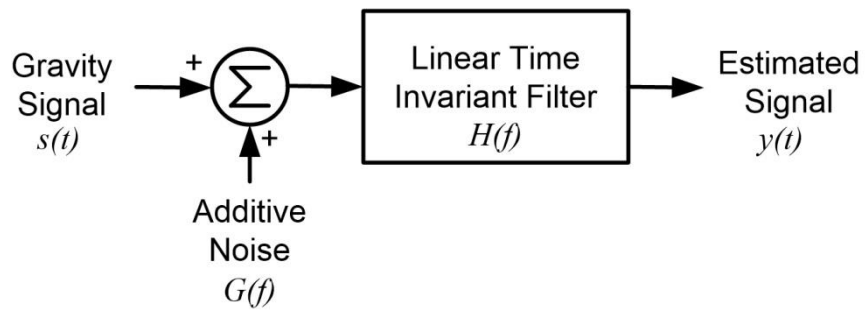 Gravity
Signal
s(t)
+
Σ
+
Additive
Noise
G(f)
Linear Time
Invariant Filter
H(f)
Estimated
Signal
y(t)